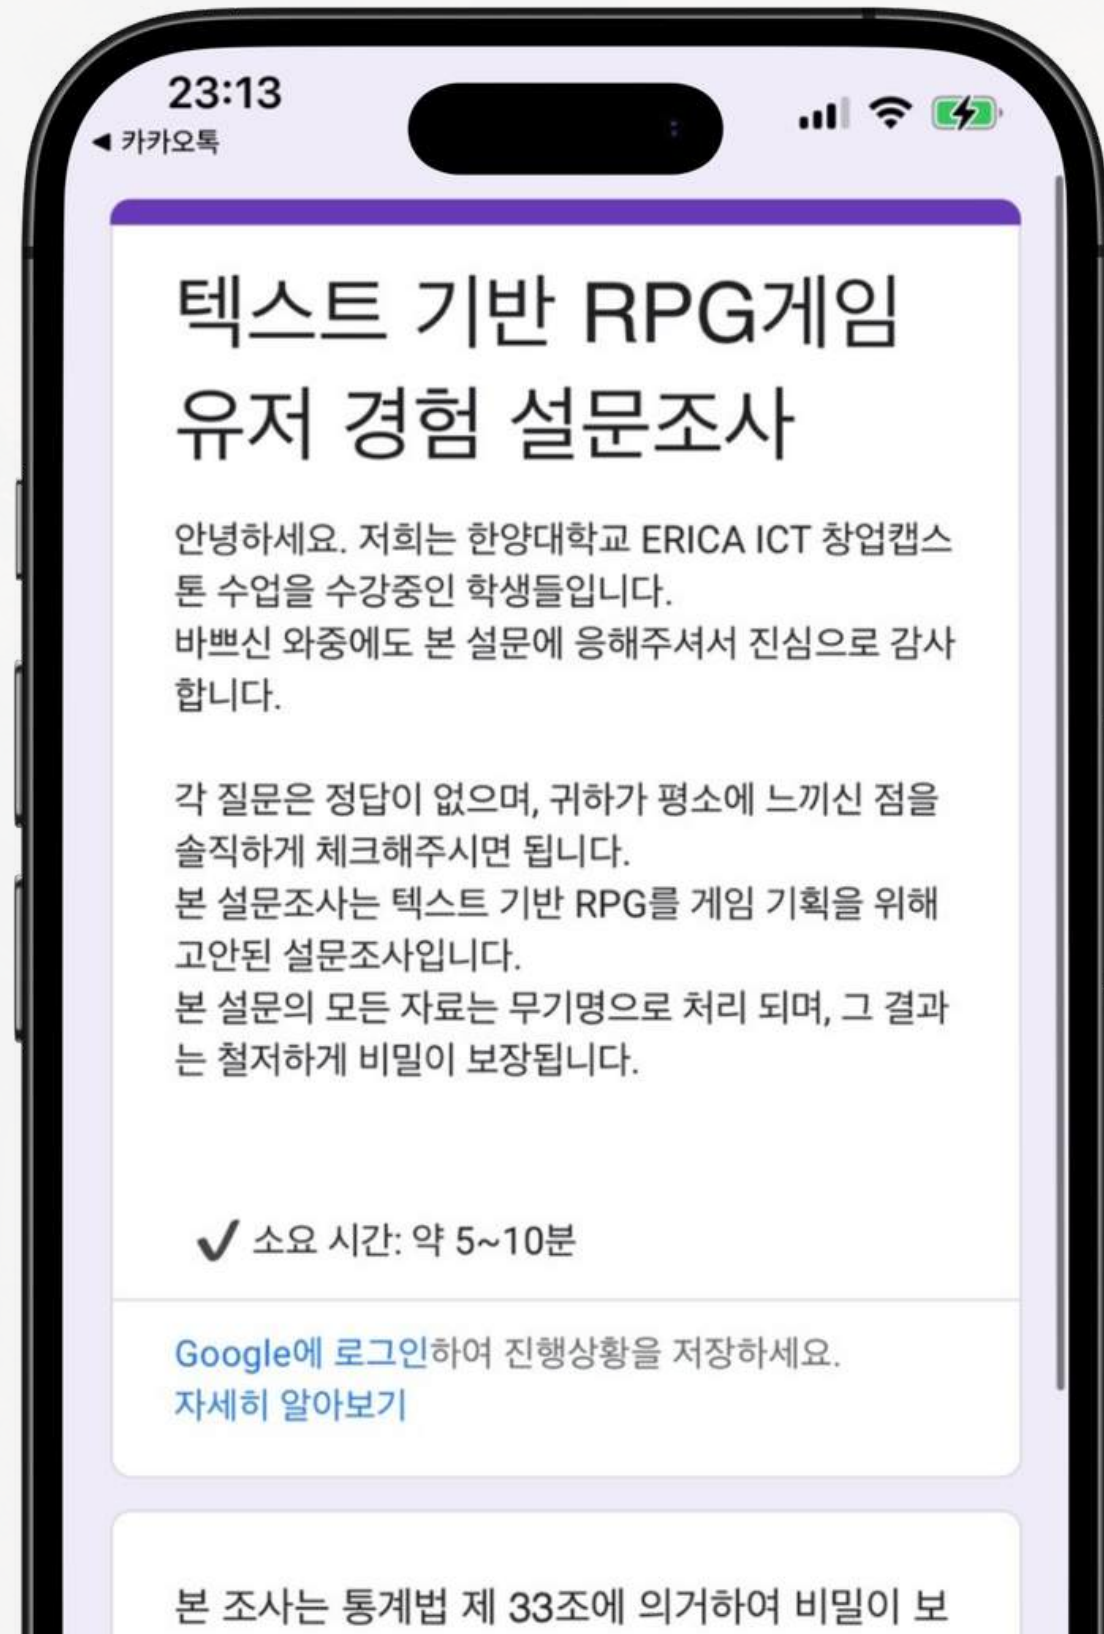 23:13
◀ 카카오톡
텍스트 기반 RPG게임
유저 경험 설문조사
안녕하세요. 저희는 한양대학교 ERICA ICT 창업캡스
톤 수업을 수강중인 학생들입니다.
바쁘신 와중에도 본 설문에 응해주셔서 진심으로 감사
합니다.
각 질문은 정답이 없으며, 귀하가 평소에 느끼신 점을
솔직하게 체크해주시면 됩니다.
본 설문조사는 텍스트 기반 RPG를 게임 기획을 위해
고안된 설문조사입니다.
본 설문의 모든 자료는 무기명으로 처리 되며, 그 결과
는 철저하게 비밀이 보장됩니다.
✔ 소요 시간: 약 5~10분
Google에 로그인하여 진행상황을 저장하세요.
자세히 알아보기
본 조사는 통계법 제 33조에 의거하여 비밀이 보